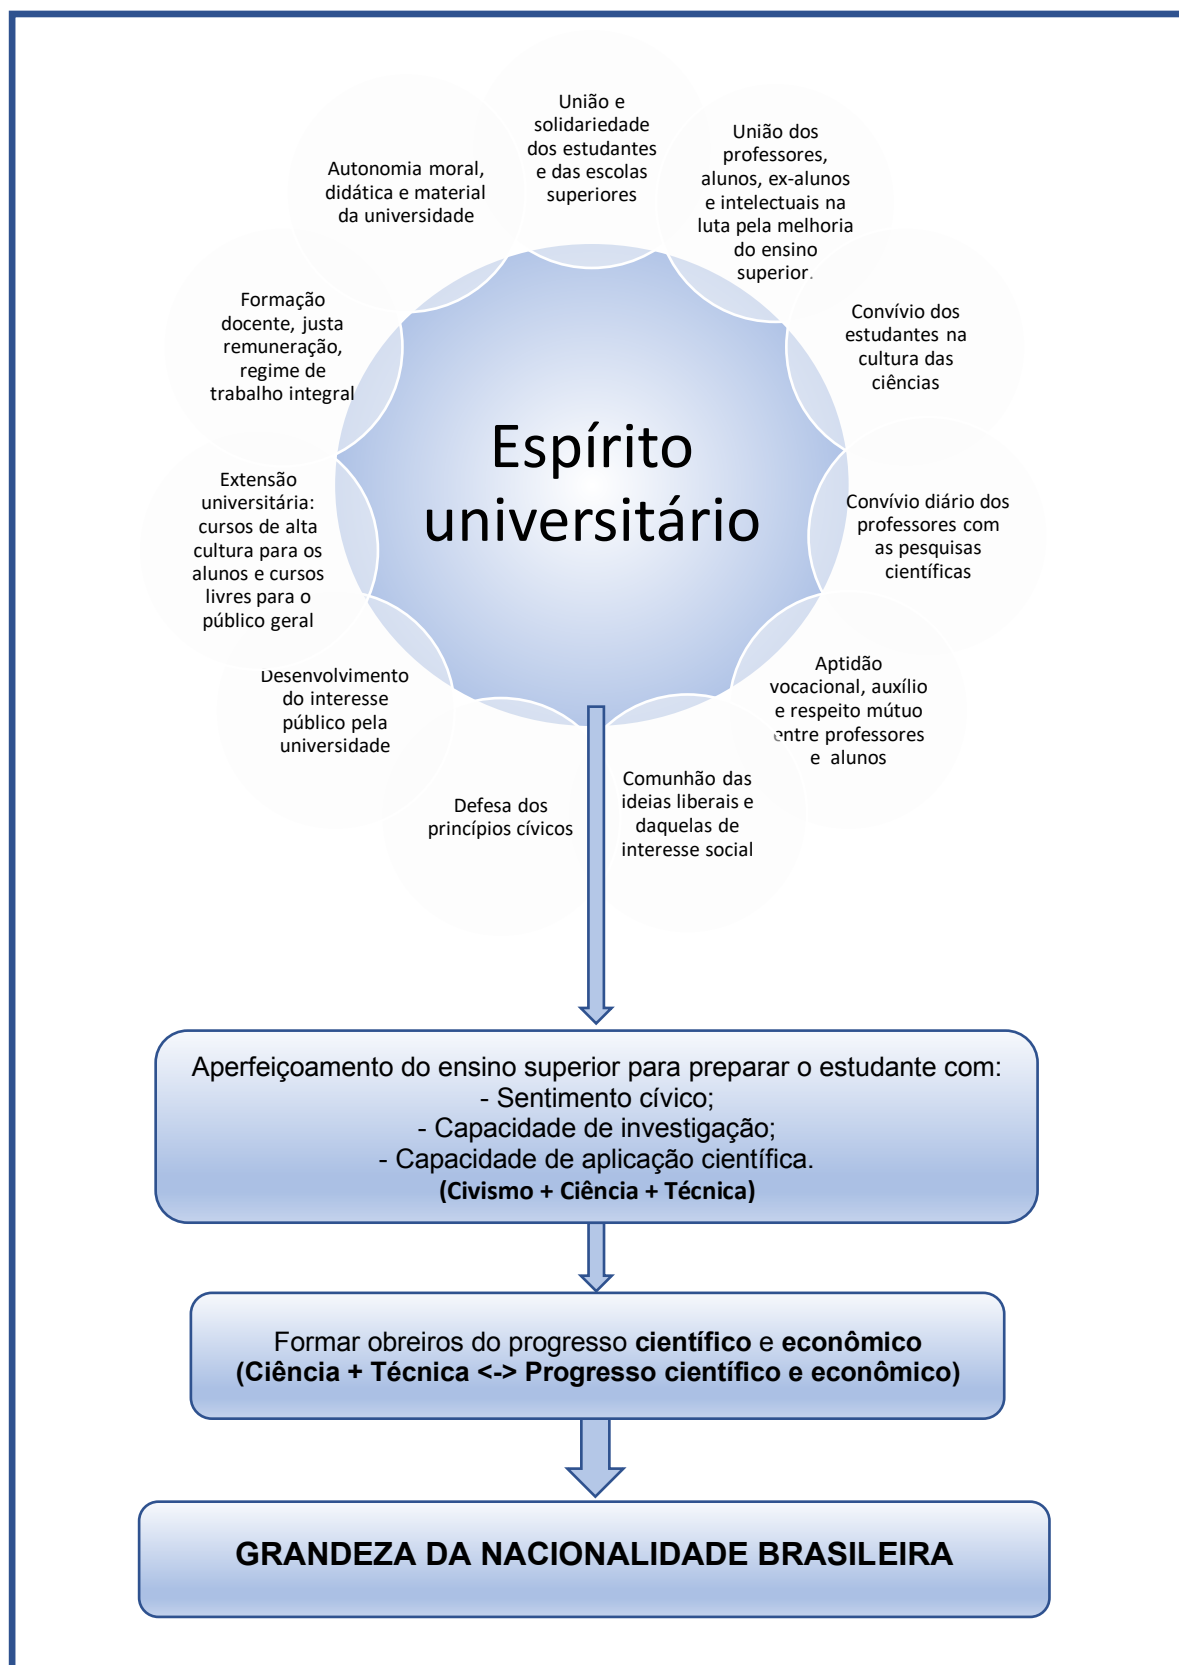 União e
solidariedade
dos estudantes
e das escolas
superiores
União dos
professores,
alunos, ex-alunos
e intelectuais na
luta pela melhoria
do ensino
superior.
Convívio dos
estudantes na
cultura das
ciências
Convívio diário dos
professores com
as pesquisas
científicas
Aptidão
vocacional, auxílio
e respeito mútuo
entre professores
e alunos
Comunhão das
ideias liberais e
daquelas de
interesse social
Defesa dos
princípios cívicos
Desenvolvimento
do interesse
público pela
universidade
Extensão
universitária:
cursos de alta
cultura para os
alunos e cursos
livres para o
público geral
Formação
docente, justa
remuneração,
regime de
trabalho integral
Autonomia moral,
didática e material
da universidade
Espírito
universitário
Aperfeiçoamento do ensino superior para preparar o estudante com:
- Sentimento cívico;
- Capacidade de investigação;
- Capacidade de aplicação científica.
(Civismo + Ciência + Técnica)
Formar obreiros do progresso científico e econômico
(Ciência + Técnica <-> Progresso científico e econômico)
GRANDEZA DA NACIONALIDADE BRASILEIRA